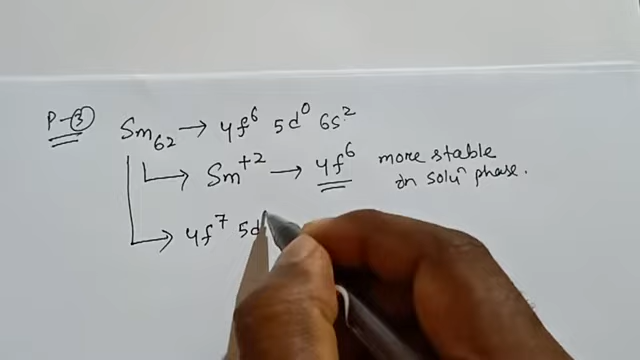 P-③ Sm₆₂ → 4f⁶ 5d⁰ 6s²
Sm⁺² → 4f⁶ more stable
in soluⁿ phase.
4f⁷ 5d